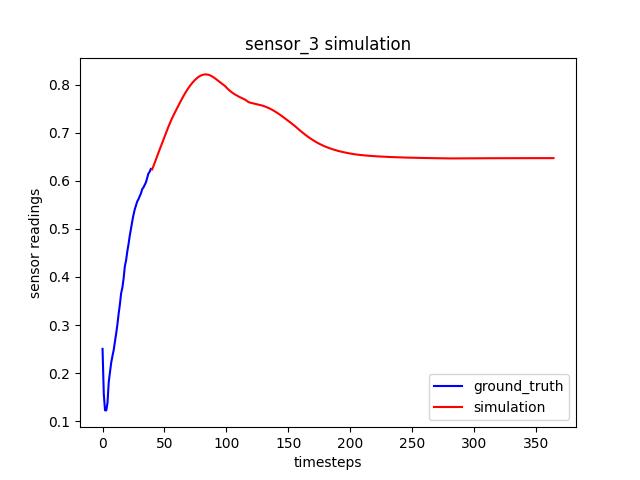 sensor_3 simulation
sensor readings
0.8
0.7
0.6
0.5
0.4
0.3
0.2
0.1
ground_truth
simulation
0 50 100 150 200 250 300 350
timesteps